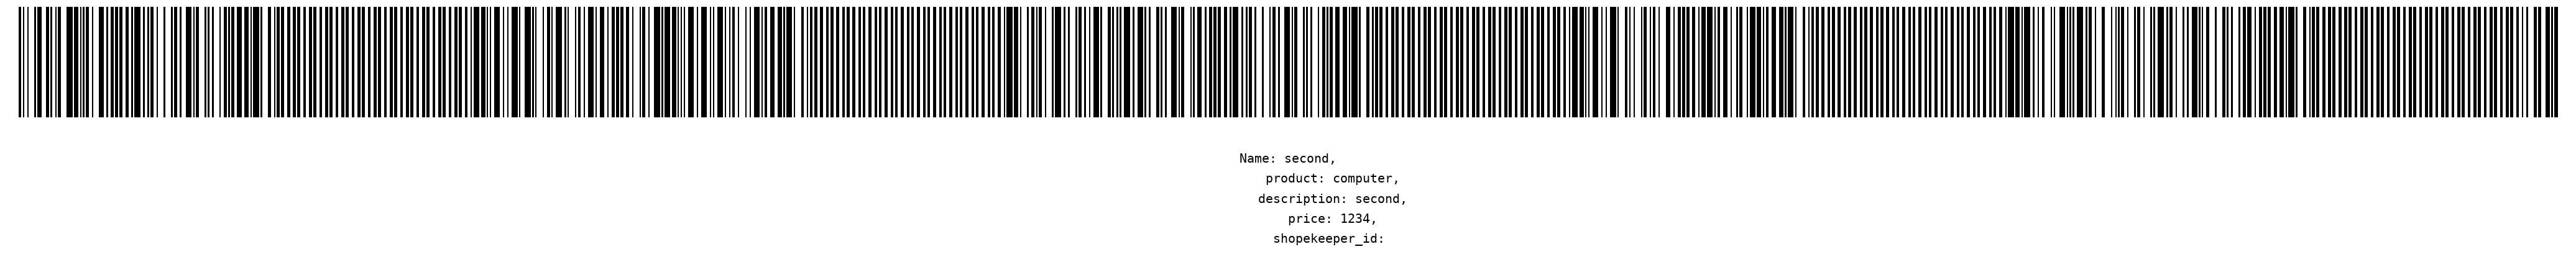 Name: second,
product: computer,
description: second,
price: 1234,
shopekeeper_id: